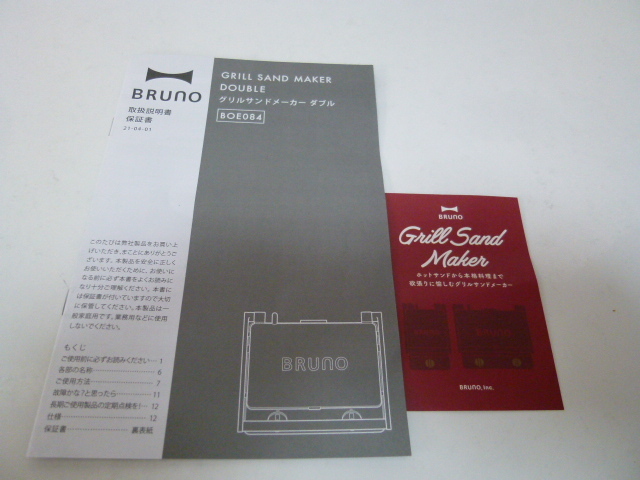 BRUNO
取扱説明書
保証書
21-04-01
GRILL SAND MAKER
DOUBLE
グリルサンドメーカー ダブル
BOE084
このたびは弊社製品をお買い上
げいただき、まことにありがとうご
ざいます。本製品を安全に正しく
お使いいただくために、お使いに
なる前に必ず本書をよくお読みに
なり十分ご理解ください。本書に
は保証書が付いていますので大切
に保管してください。本製品は一
般家庭用です。業務用などに使用
しないでください。
もくじ
ご使用前に必ずお読みください… 1
各部の名称………………… 6
ご使用方法………………… 7
故障かな?と思ったら………… 11
長期ご使用製品の定期点検を!… 12
仕様………………………… 12
保証書………………… 裏表紙
BRUNO
BRUNO
Grill Sand
Maker
ホットサンドから本格料理まで
欲張りに愉しむグリルサンドメーカー
BRUNO, Inc.